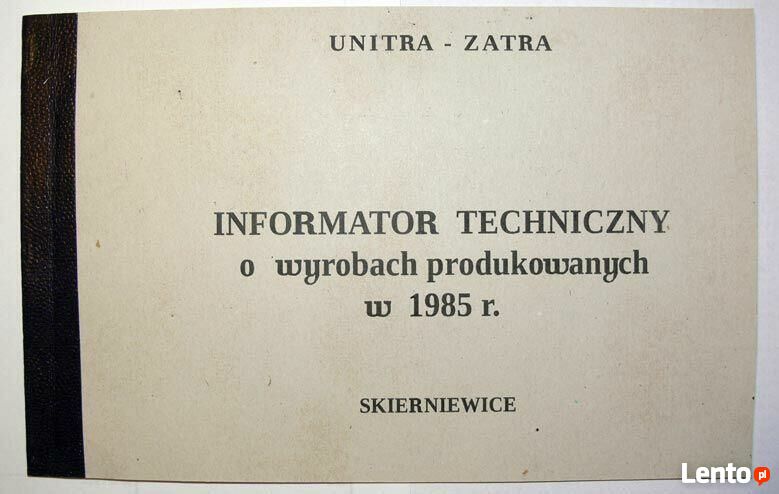 UNITRA - ZATRA
INFORMATOR TECHNICZNY
o wyrobach produkowanych
w 1985 r.
SKIERNIEWICE
Lento.pl